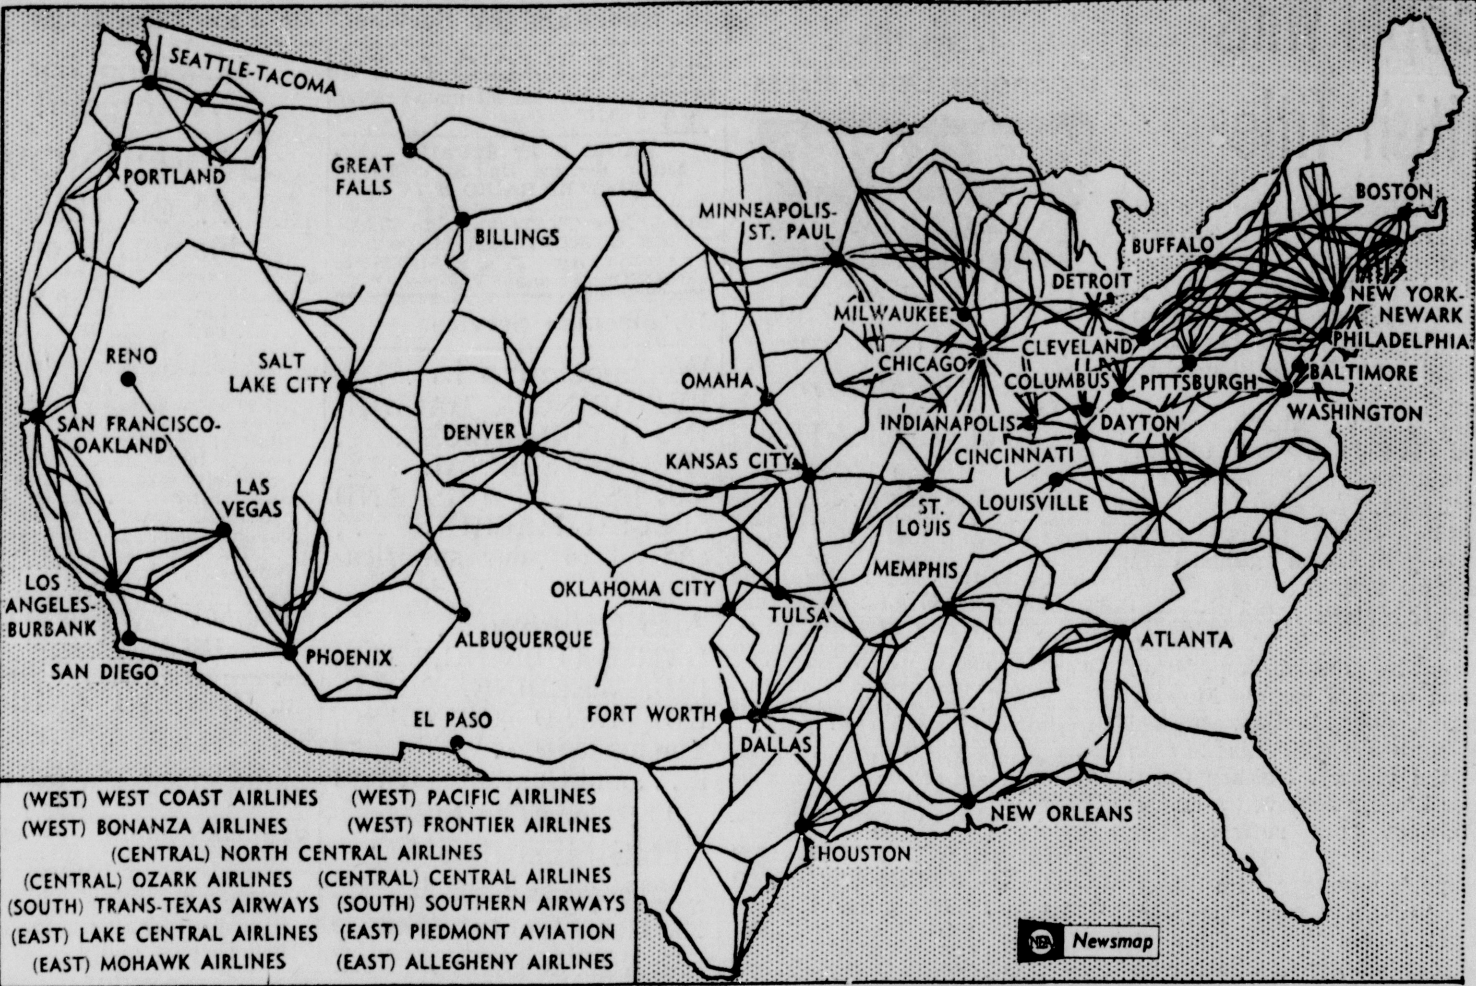 SEATTLE-TACOMA
PORTLAND
GREAT
FALLS
BILLINGS
MINNEAPOLIS-
ST. PAUL
BOSTON
BUFFALO
DETROIT
NEW YORK-
NEWARK
MILWAUKEE
PHILADELPHIA
CLEVELAND
CHICAGO
RENO
SALT
LAKE CITY
OMAHA
COLUMBUS
PITTSBURGH
BALTIMORE
WASHINGTON
SAN FRANCISCO-
OAKLAND
DENVER
INDIANAPOLIS
DAYTON
CINCINNATI
KANSAS CITY
LAS
VEGAS
ST.
LOUIS
LOUISVILLE
LOS
ANGELES-
BURBANK
OKLAHOMA CITY
TULSA
MEMPHIS
ALBUQUERQUE
ATLANTA
PHOENIX
SAN DIEGO
EL PASO
FORT WORTH
DALLAS
NEW ORLEANS
HOUSTON
(WEST) WEST COAST AIRLINES (WEST) PACIFIC AIRLINES
(WEST) BONANZA AIRLINES (WEST) FRONTIER AIRLINES
(CENTRAL) NORTH CENTRAL AIRLINES
(CENTRAL) OZARK AIRLINES (CENTRAL) CENTRAL AIRLINES
(SOUTH) TRANS-TEXAS AIRWAYS (SOUTH) SOUTHERN AIRWAYS
(EAST) LAKE CENTRAL AIRLINES (EAST) PIEDMONT AVIATION
(EAST) MOHAWK AIRLINES (EAST) ALLEGHENY AIRLINES
NEA Newsmap